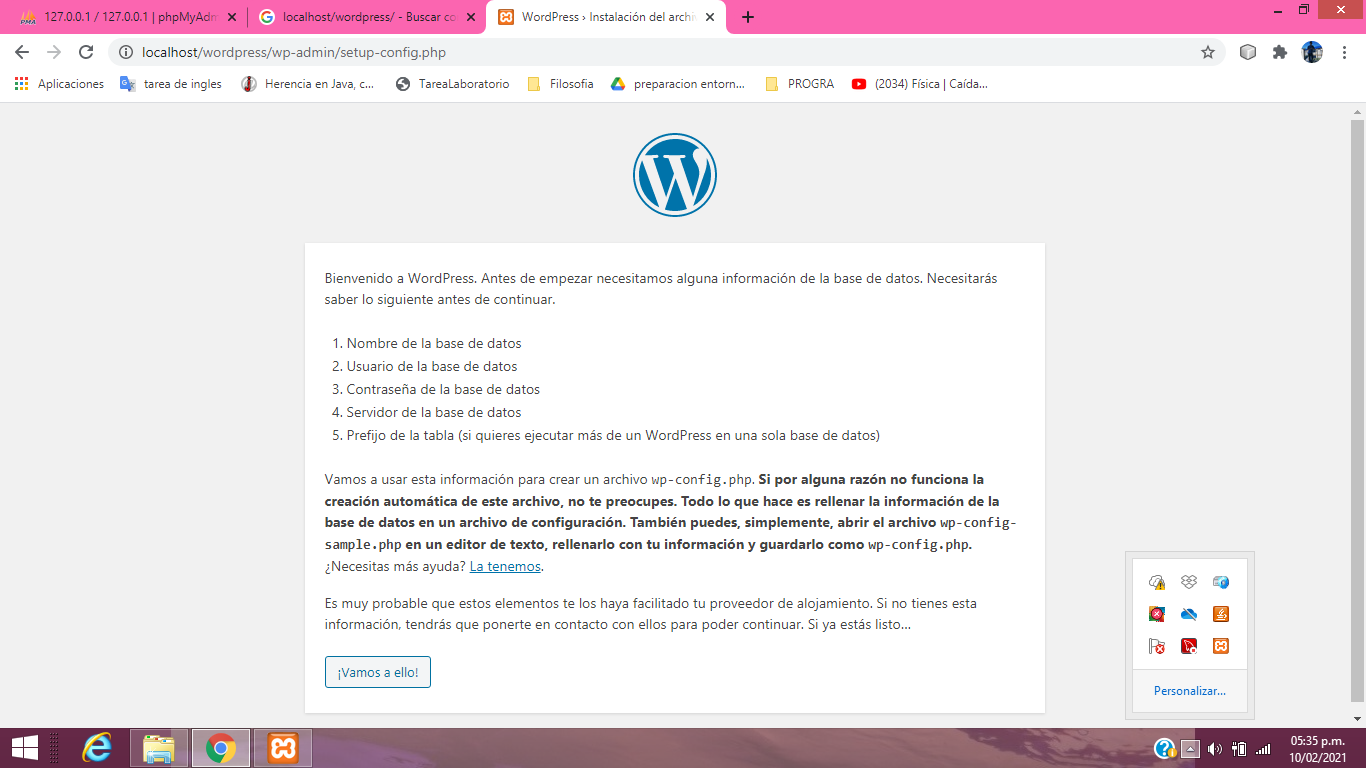 127.0.0.1 / 127.0.0.1 | phpMyAdm
localhost/wordpress/ - Buscar co
WordPress › Instalación del archi
localhost/wordpress/wp-admin/setup-config.php
Aplicaciones
tarea de ingles
Herencia en Java, c...
TareaLaboratorio
Filosofia
preparacion entorn...
PROGRA
(2034) Física | Caída...
Bienvenido a WordPress. Antes de empezar necesitamos alguna información de la base de datos. Necesitarás
saber lo siguiente antes de continuar.
1. Nombre de la base de datos
2. Usuario de la base de datos
3. Contraseña de la base de datos
4. Servidor de la base de datos
5. Prefijo de la tabla (si quieres ejecutar más de un WordPress en una sola base de datos)
Vamos a usar esta información para crear un archivo wp-config.php. Si por alguna razón no funciona la
creación automática de este archivo, no te preocupes. Todo lo que hace es rellenar la información de la
base de datos en un archivo de configuración. También puedes, simplemente, abrir el archivo wp-config-
sample.php en un editor de texto, rellenarlo con tu información y guardarlo como wp-config.php.
¿Necesitas más ayuda? La tenemos.
Es muy probable que estos elementos te los haya facilitado tu proveedor de alojamiento. Si no tienes esta
información, tendrás que ponerte en contacto con ellos para poder continuar. Si ya estás listo...
¡Vamos a ello!
Personalizar...
05:35 p.m.
10/02/2021